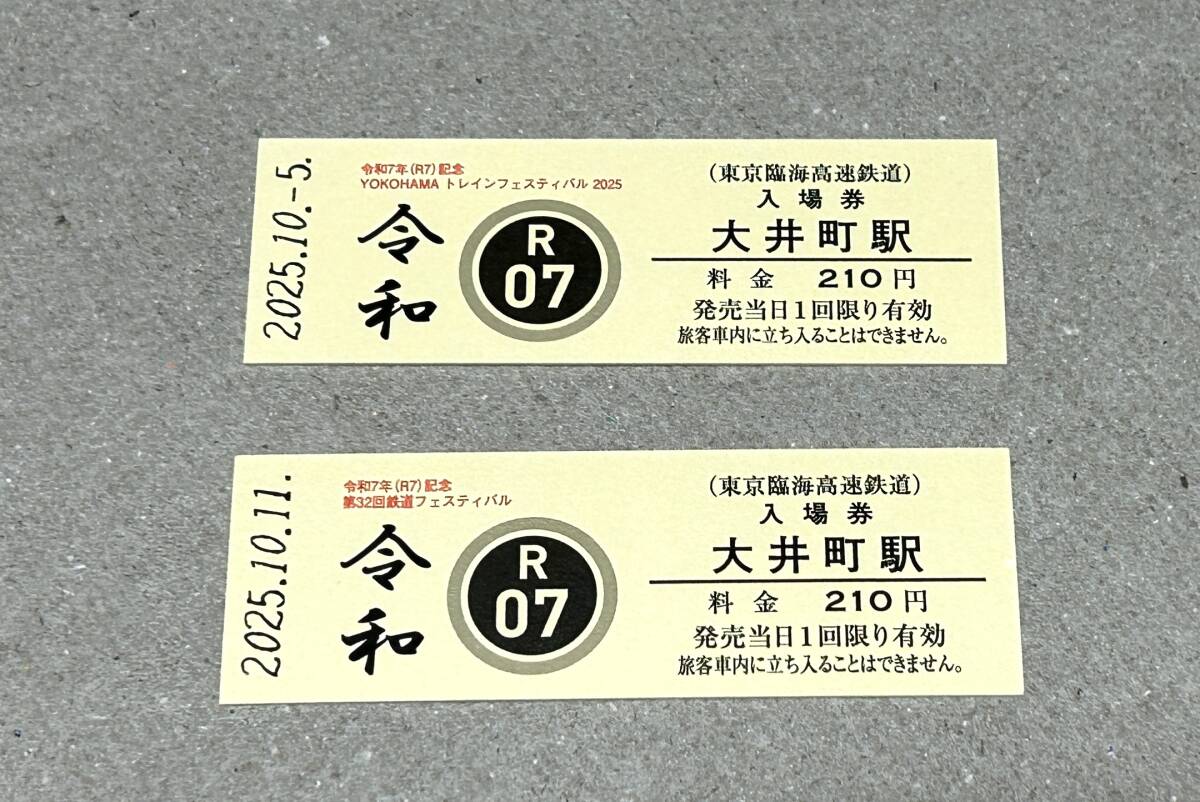 2025.10.-5.
令和7年(R7)記念
YOKOHAMA トレインフェスティバル 2025
令和
R
07
(東京臨海高速鉄道)
入場券
大井町駅
料金 210円
発売当日1回限り有効
旅客車内に立ち入ることはできません。
2025.10.11.
令和7年(R7)記念
第32回鉄道フェスティバル
令和
R
07
(東京臨海高速鉄道)
入場券
大井町駅
料金 210円
発売当日1回限り有効
旅客車内に立ち入ることはできません。